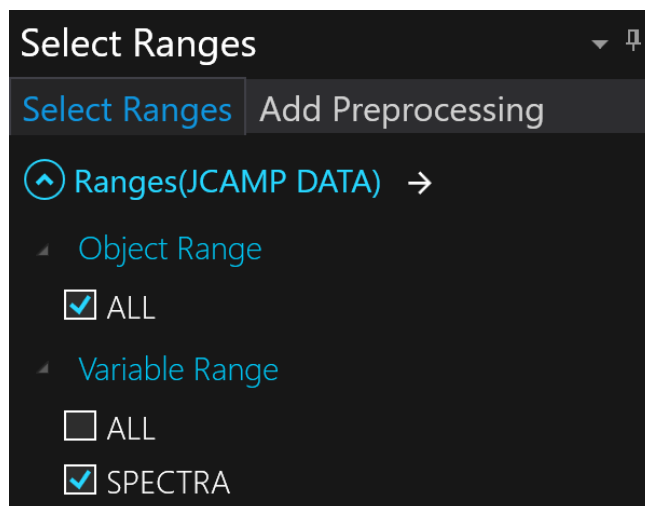 Select Ranges
Select Ranges Add Preprocessing
Ranges(JCAMP DATA)
Object Range
ALL
Variable Range
ALL
SPECTRA